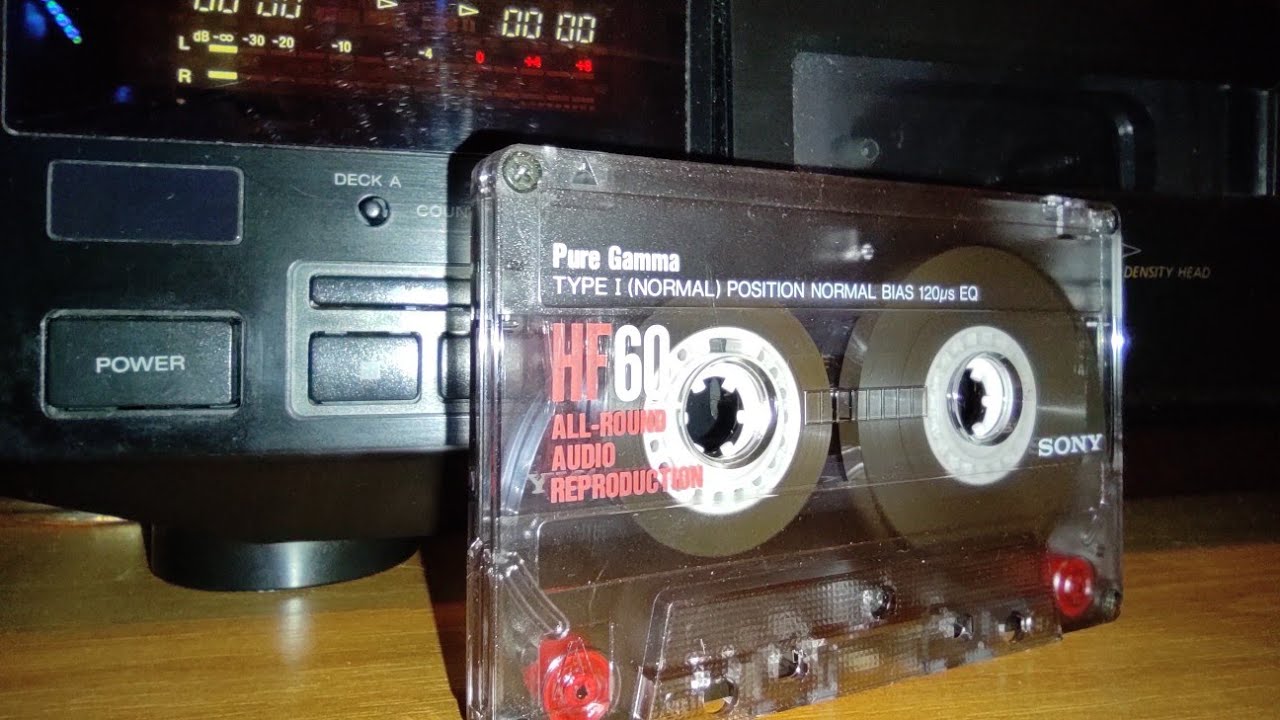 00 00
00 00
dB -∞ -30 -20 -10 -4 0 +4 +8
L
R
DECK A
COUN
POWER
DENSITY HEAD
Pure Gamma
TYPE I (NORMAL) POSITION NORMAL BIAS 120µs EQ
HF60
ALL-ROUND
AUDIO
REPRODUCTION
SONY